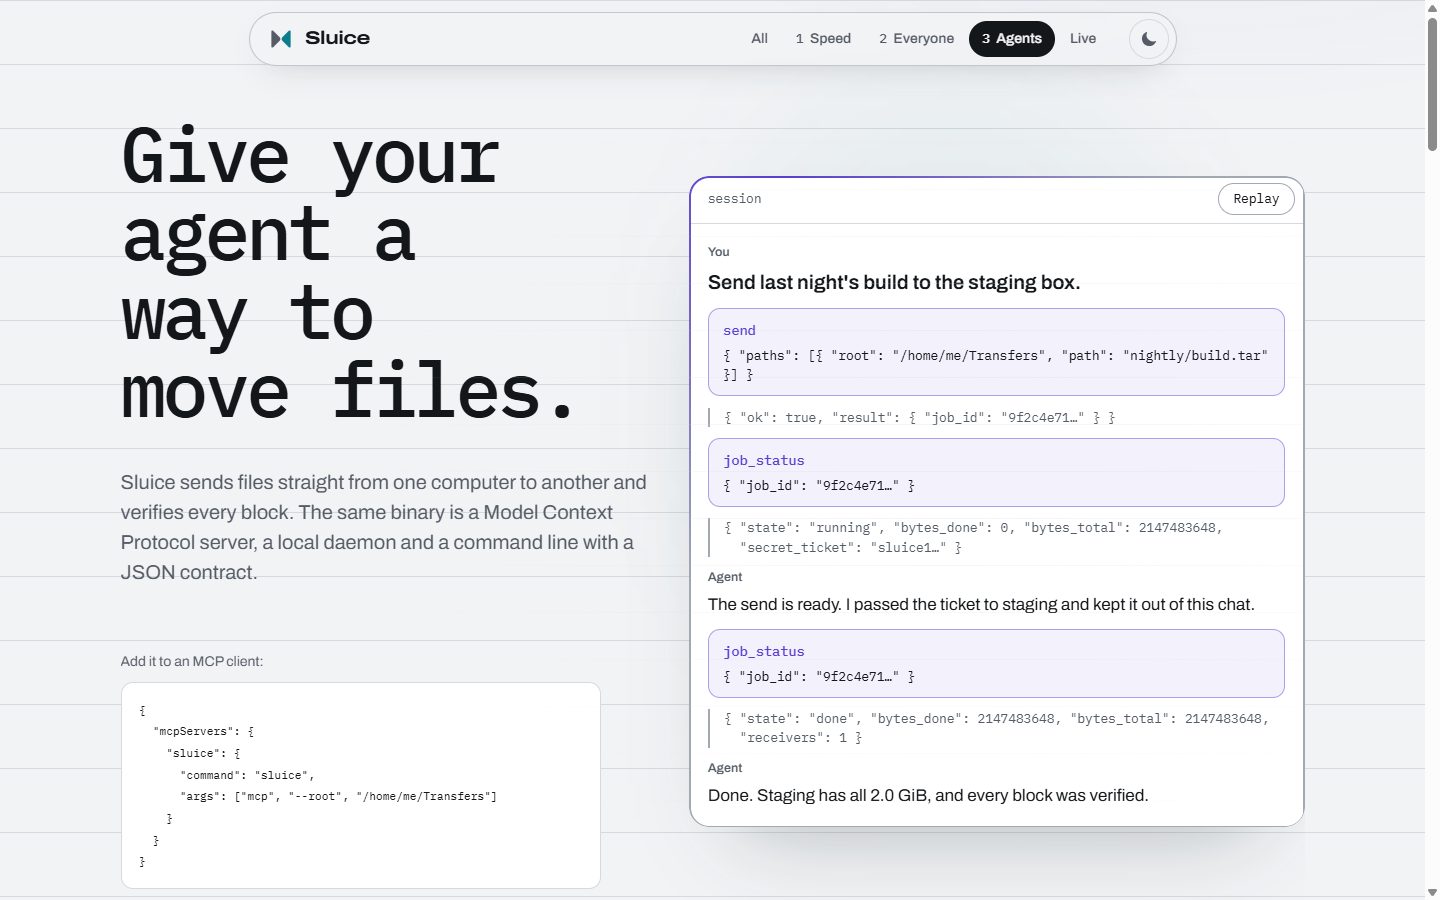 Sluice
All
1 Speed
2 Everyone
3 Agents
Live
Give your
agent a
way to
move files.
Sluice sends files straight from one computer to another and
verifies every block. The same binary is a Model Context
Protocol server, a local daemon and a command line with a
JSON contract.
Add it to an MCP client:
{
  "mcpServers": {
    "sluice": {
      "command": "sluice",
      "args": ["mcp", "--root", "/home/me/Transfers"]
    }
  }
}
session
Replay
You
Send last night's build to the staging box.
send
{ "paths": [{ "root": "/home/me/Transfers", "path": "nightly/build.tar"
}] }
{ "ok": true, "result": { "job_id": "9f2c4e71…" } }
job_status
{ "job_id": "9f2c4e71…" }
{ "state": "running", "bytes_done": 0, "bytes_total": 2147483648,
"secret_ticket": "sluice1…" }
Agent
The send is ready. I passed the ticket to staging and kept it out of this chat.
job_status
{ "job_id": "9f2c4e71…" }
{ "state": "done", "bytes_done": 2147483648, "bytes_total": 2147483648,
"receivers": 1 }
Agent
Done. Staging has all 2.0 GiB, and every block was verified.